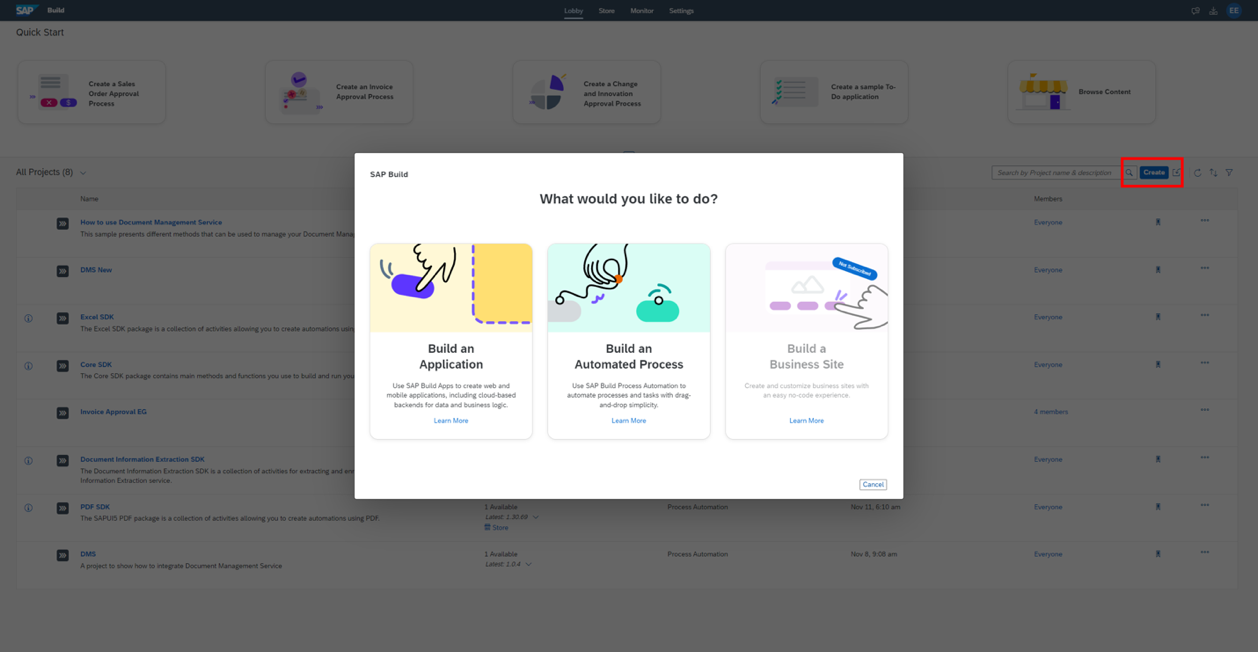 SAP Build
Lobby Store Monitor Settings
EE
Quick Start
Create a Sales
Order Approval
Process
Create an Invoice
Approval Process
Create a Change
and Innovation
Approval Process
Create a sample To-
Do application
Browse Content
All Projects (8)
Search by Project name & description
Create
Name
Members
How to use Document Management Service
This sample presents different methods that can be used to manage your Document Mana
Everyone
DMS New
Everyone
Excel SDK
The Excel SDK package is a collection of activities allowing you to create automations usin
Everyone
Core SDK
The Core SDK package contains main methods and functions you use to build and run you
Everyone
Invoice Approval EG
4 members
Document Information Extraction SDK
The Document Information Extraction SDK is a collection of activities for extracting and enr
Information Extraction service.
Everyone
PDF SDK
The SAPUI5 PDF package is a collection of activities allowing you to create automations using PDF.
1 Available
Latest: 1.30.69
Store
Process Automation
Nov 11, 6:10 am
Everyone
DMS
A project to show how to integrate Document Management Service
1 Available
Latest: 1.0.4
Process Automation
Nov 8, 9:08 am
Everyone
SAP Build
What would you like to do?
Build an
Application
Use SAP Build Apps to create web and
mobile applications, including cloud-based
backends for data and business logic.
Learn More
Build an
Automated Process
Use SAP Build Process Automation to
automate processes and tasks with drag-
and-drop simplicity.
Learn More
Not Subscribed
Build a
Business Site
Create and customize business sites with
an easy no-code experience.
Learn More
Cancel